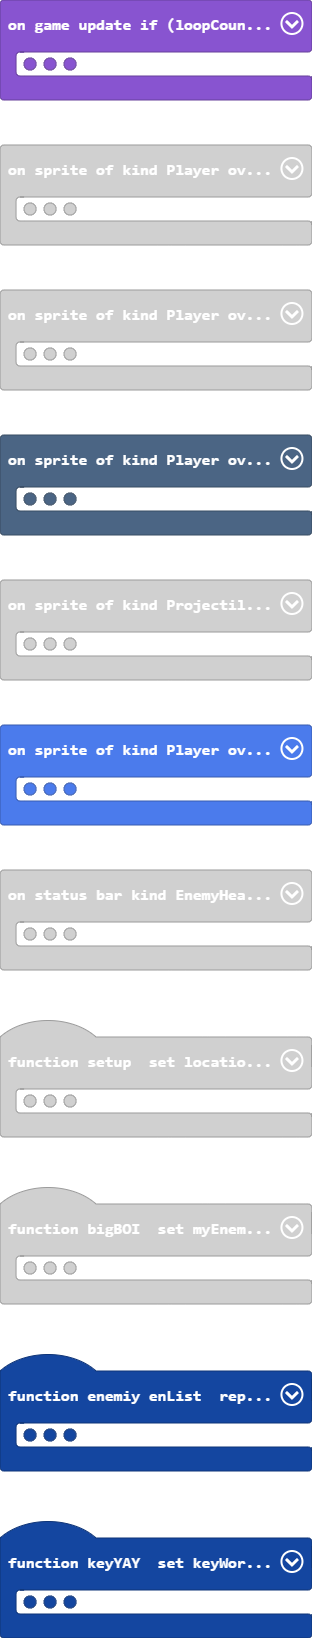 on game update if (loopCoun...
on sprite of kind Player ov...
on sprite of kind Player ov...
on sprite of kind Player ov...
on sprite of kind Projectil...
on sprite of kind Player ov...
on status bar kind EnemyHea...
function setup  set locatio...
function bigBOI  set myEnem...
function enemiy enList  rep...
function keyYAY  set keyWor...